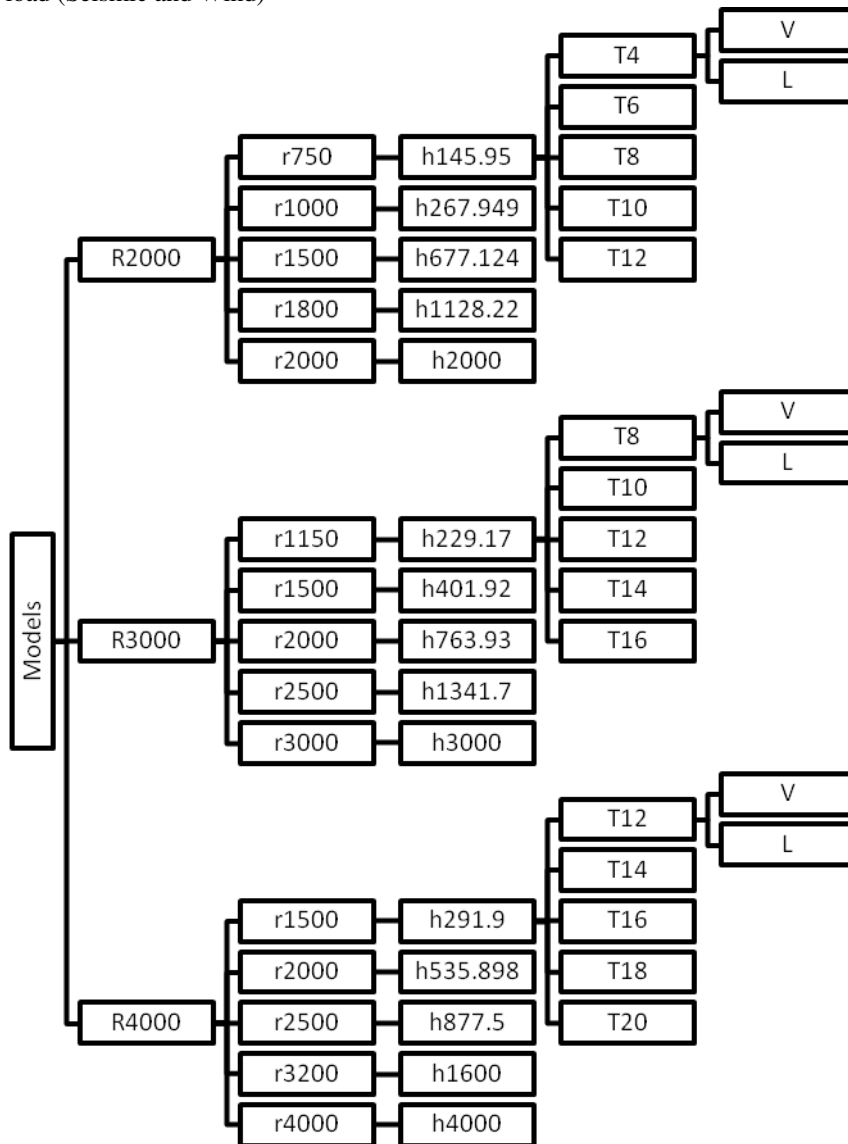 load (Seismic and Wind)
Models
R2000
r750
h145.95
T4
V
L
T6
T8
T10
T12
r1000
h267.949
r1500
h677.124
r1800
h1128.22
r2000
h2000
R3000
r1150
h229.17
T8
V
L
T10
T12
T14
T16
r1500
h401.92
r2000
h763.93
r2500
h1341.7
r3000
h3000
R4000
r1500
h291.9
T12
V
L
T14
T16
T18
T20
r2000
h535.898
r2500
h877.5
r3200
h1600
r4000
h4000